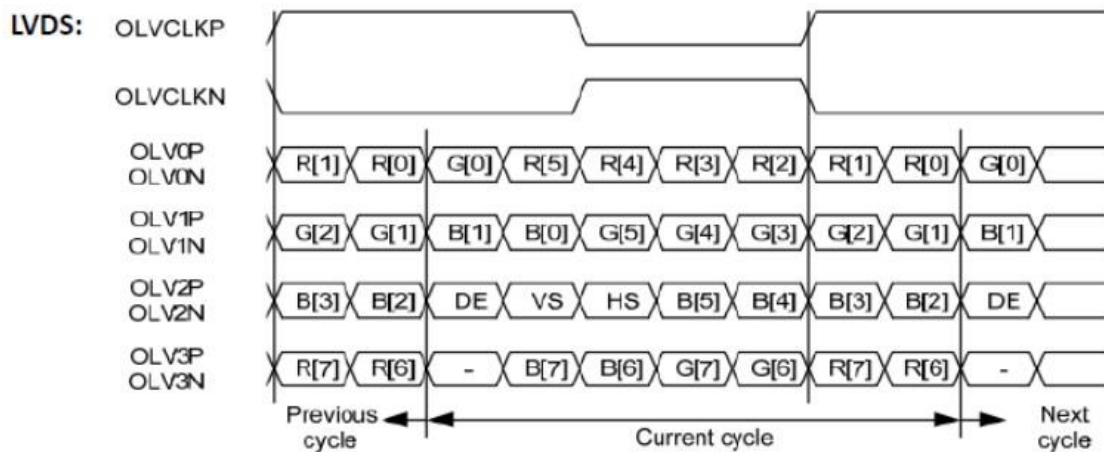 LVDS: OLVCLKP
OLVCLKN
OLV0P
OLV0N
R[1] R[0] G[0] R[5] R[4] R[3] R[2] R[1] R[0] G[0]
OLV1P
OLV1N
G[2] G[1] B[1] B[0] G[5] G[4] G[3] G[2] G[1] B[1]
OLV2P
OLV2N
B[3] B[2] DE VS HS B[5] B[4] B[3] B[2] DE
OLV3P
OLV3N
R[7] R[6] - B[7] B[6] G[7] G[6] R[7] R[6] -
Previous
cycle
Current cycle
Next
cycle